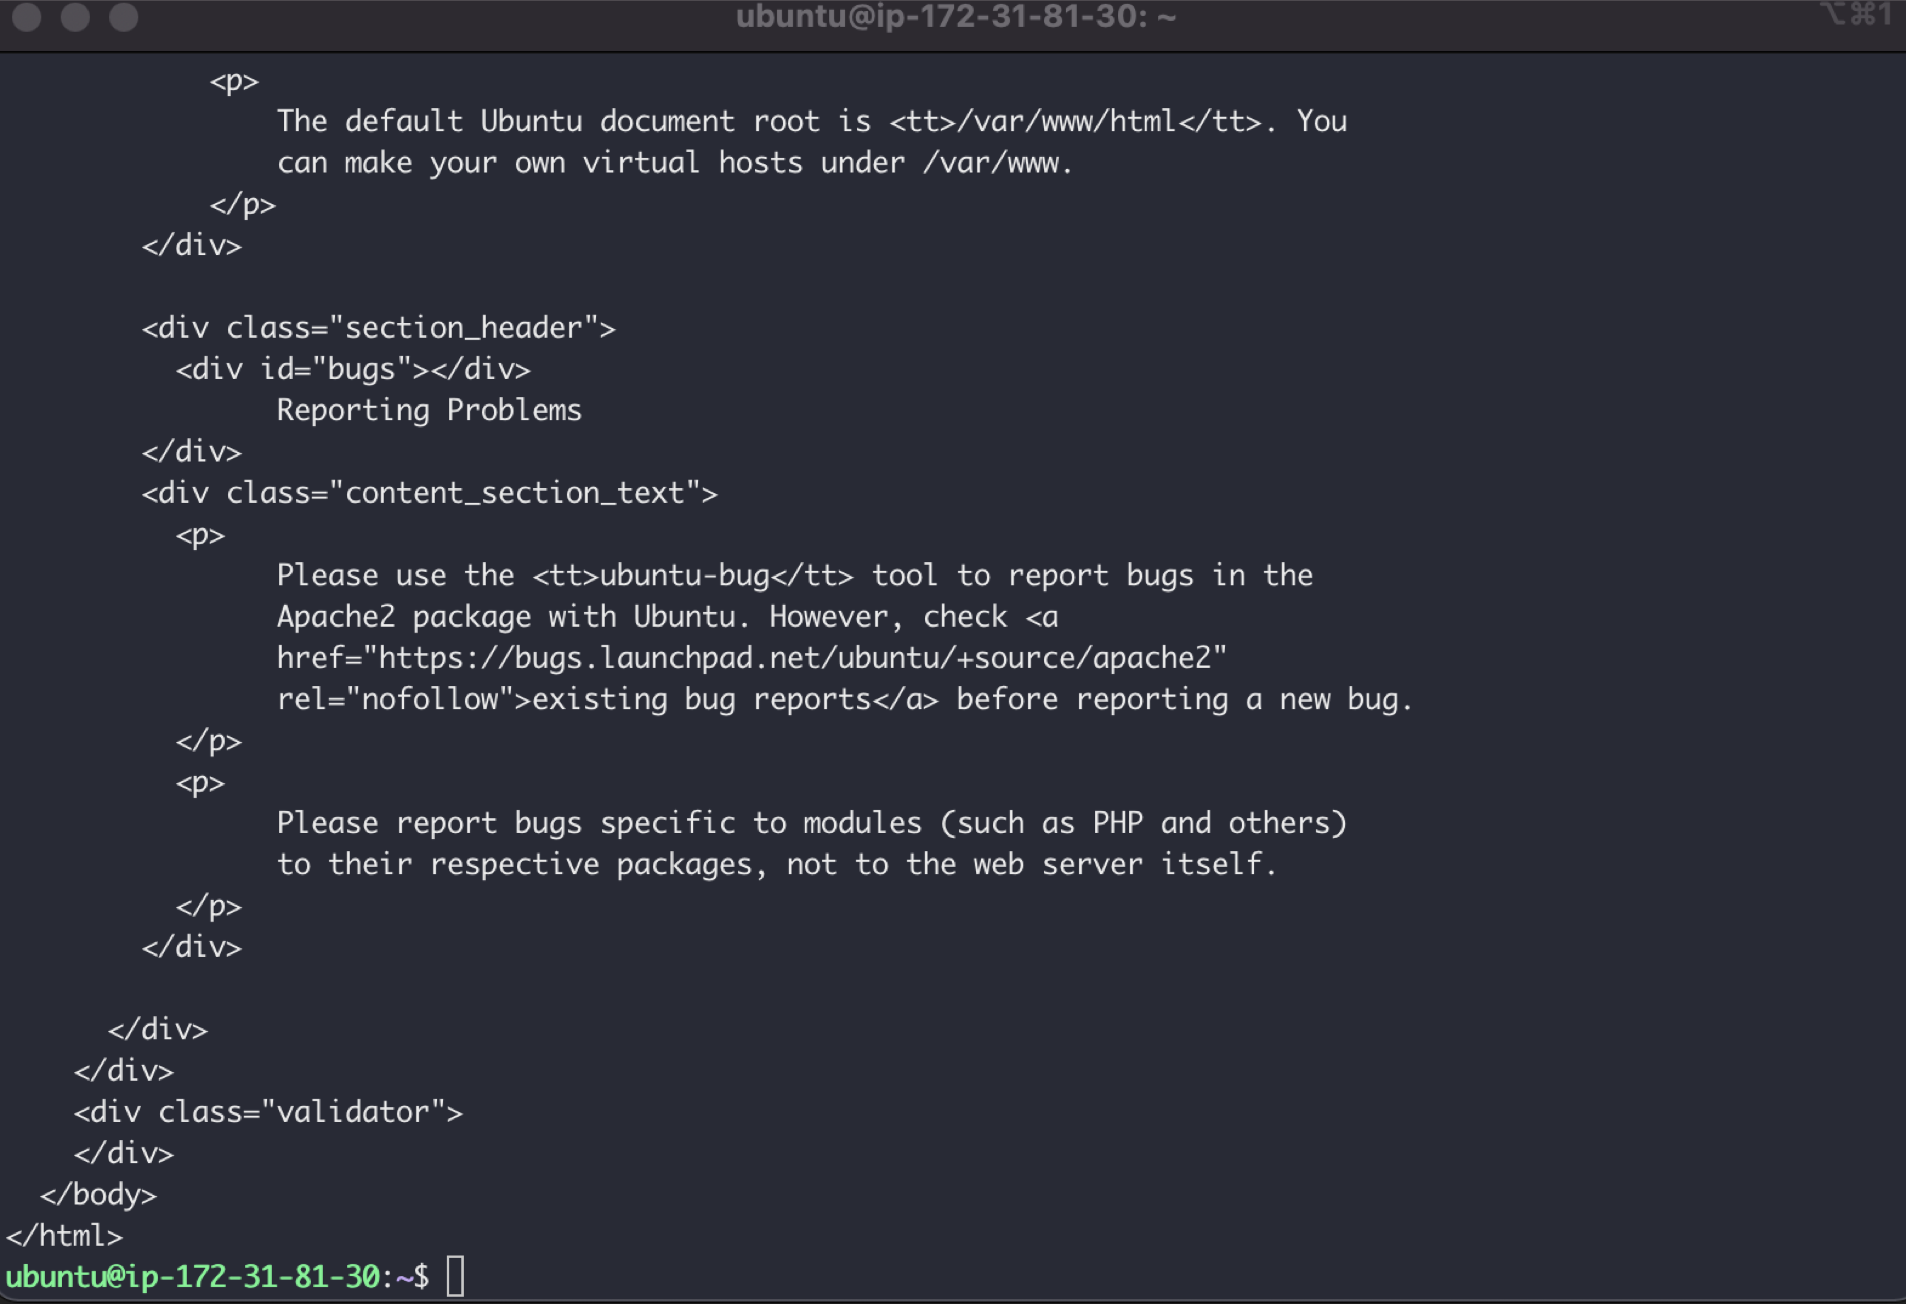 ubuntu@ip-172-31-81-30: ~
⌥⌘1
<p>
The default Ubuntu document root is <tt>/var/www/html</tt>. You
can make your own virtual hosts under /var/www.
</p>
</div>
<div class="section_header">
<div id="bugs"></div>
Reporting Problems
</div>
<div class="content_section_text">
<p>
Please use the <tt>ubuntu-bug</tt> tool to report bugs in the
Apache2 package with Ubuntu. However, check <a
href="https://bugs.launchpad.net/ubuntu/+source/apache2"
rel="nofollow">existing bug reports</a> before reporting a new bug.
</p>
<p>
Please report bugs specific to modules (such as PHP and others)
to their respective packages, not to the web server itself.
</p>
</div>
</div>
</div>
<div class="validator">
</div>
</body>
</html>
ubuntu@ip-172-31-81-30:~$